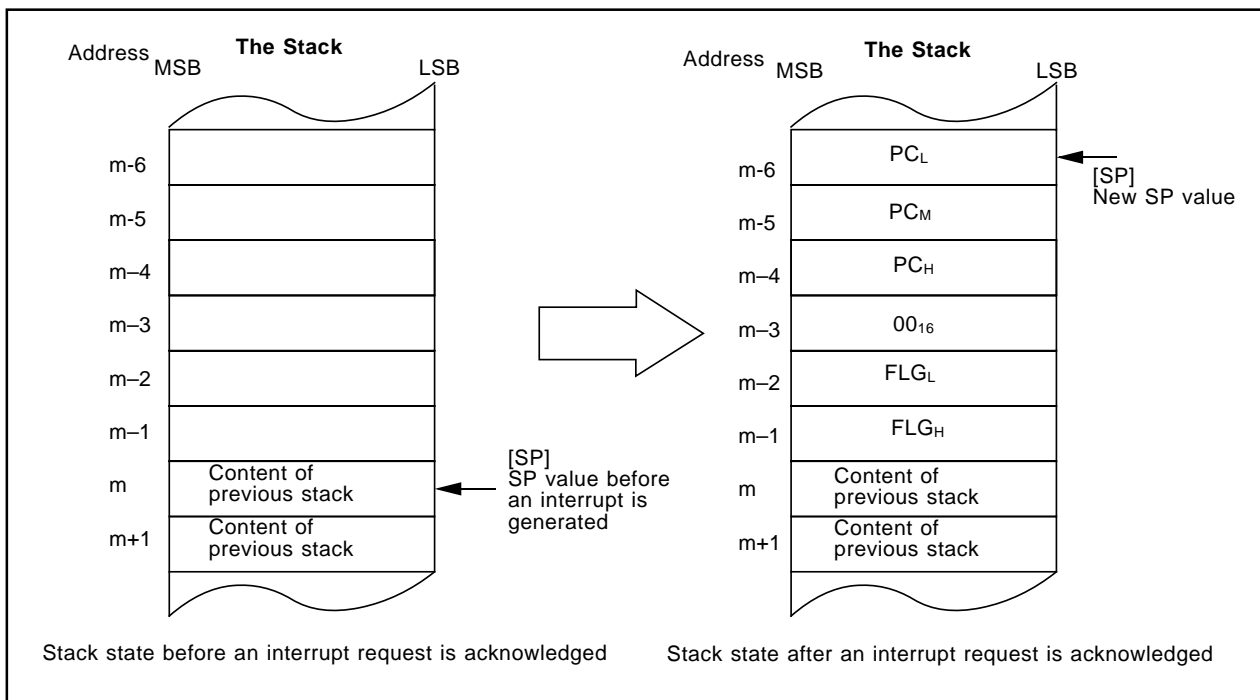 Address
MSB
The Stack
LSB
m-6
m-5
m–4
m–3
m–2
m–1
m
Content of
previous stack
m+1
Content of
previous stack
[SP]
SP value before
an interrupt is
generated
Stack state before an interrupt request is acknowledged
Address
MSB
The Stack
LSB
m-6
PCL
[SP]
New SP value
m-5
PCM
m–4
PCH
m–3
0016
m–2
FLGL
m–1
FLGH
m
Content of
previous stack
m+1
Content of
previous stack
Stack state after an interrupt request is acknowledged